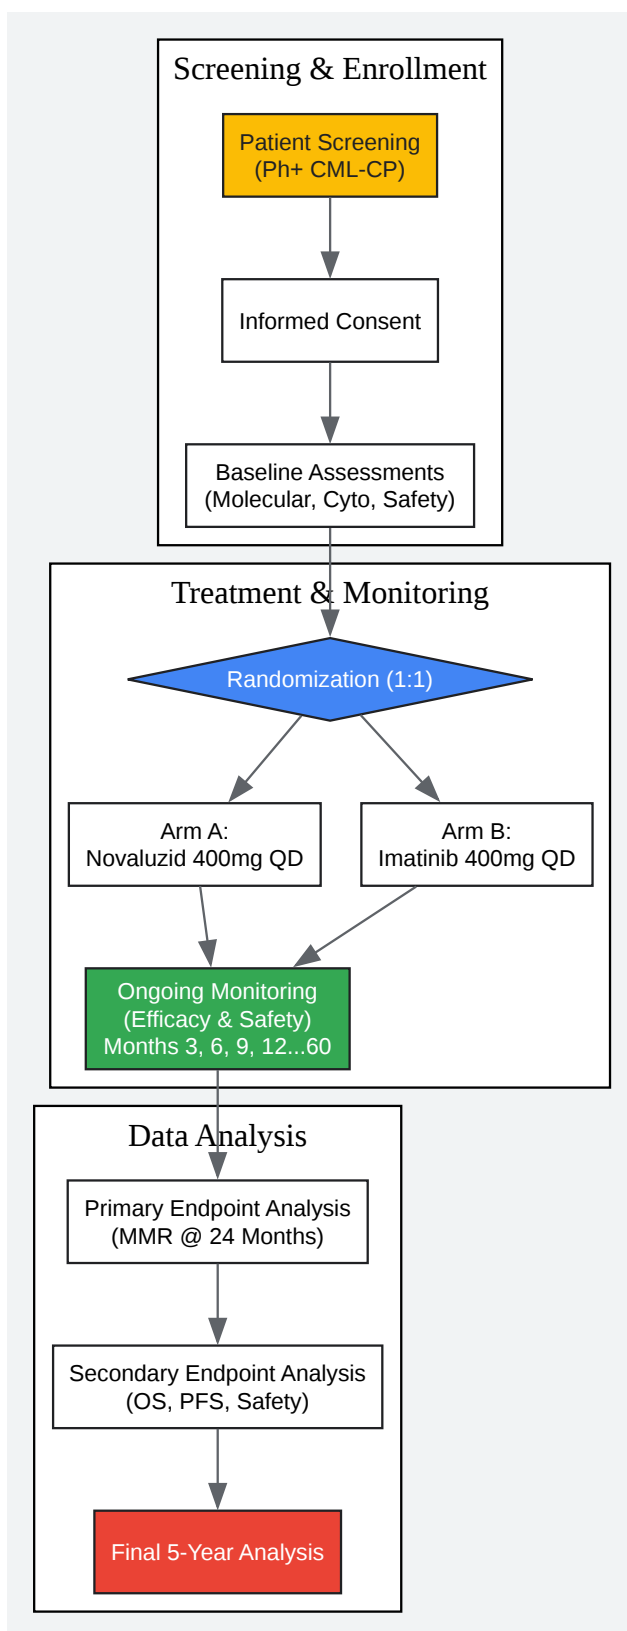 Screening & Enrollment
Patient Screening
(Ph+ CML-CP)
Informed Consent
Baseline Assessments
(Molecular, Cyto, Safety)
Treatment & Monitoring
Randomization (1:1)
Arm A:
Novaluzid 400mg QD
Arm B:
Imatinib 400mg QD
Ongoing Monitoring
(Efficacy & Safety)
Months 3, 6, 9, 12...60
Data Analysis
Primary Endpoint Analysis
(MMR @ 24 Months)
Secondary Endpoint Analysis
(OS, PFS, Safety)
Final 5-Year Analysis